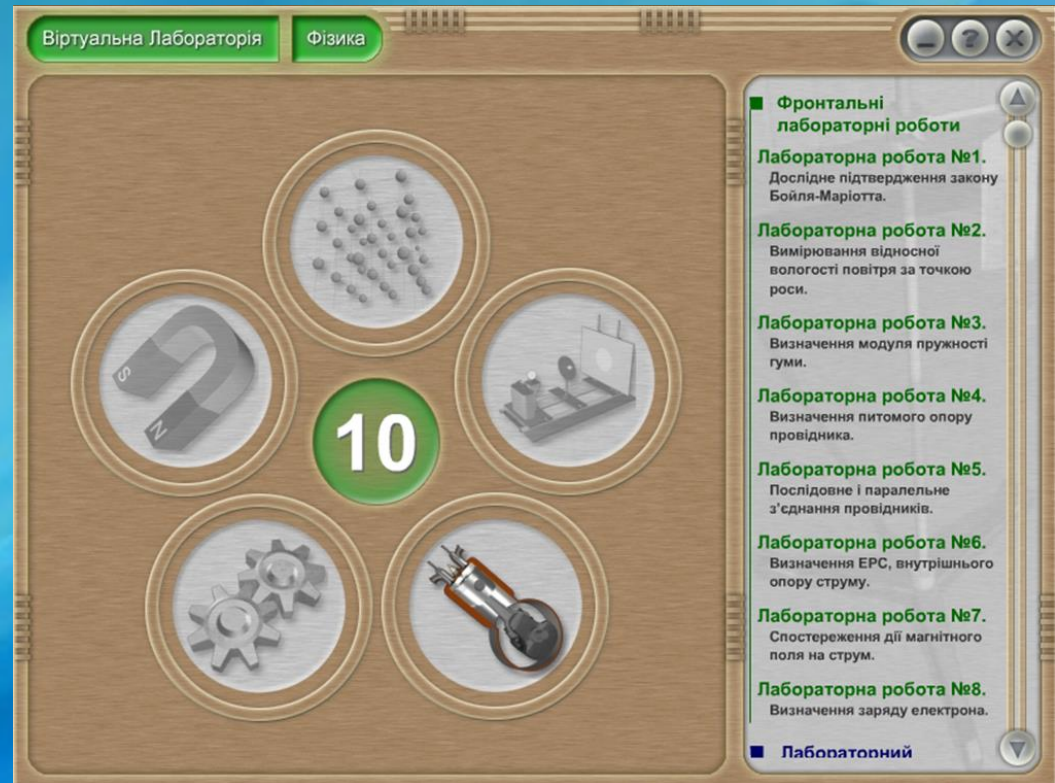 Віртуальна Лабораторія
Фізика
?
S
N
10
Фронтальні
лабораторні роботи
Лабораторна робота №1.
Дослідне підтвердження закону
Бойля-Маріотта.
Лабораторна робота №2.
Вимірювання відносної
вологості повітря за точкою
роси.
Лабораторна робота №3.
Визначення модуля пружності
гуми.
Лабораторна робота №4.
Визначення питомого опору
провідника.
Лабораторна робота №5.
Послідовне і паралельне
з'єднання провідників.
Лабораторна робота №6.
Визначення ЕРС, внутрішнього
опору струму.
Лабораторна робота №7.
Спостереження дії магнітного
поля на струм.
Лабораторна робота №8.
Визначення заряду електрона.
Лабораторний